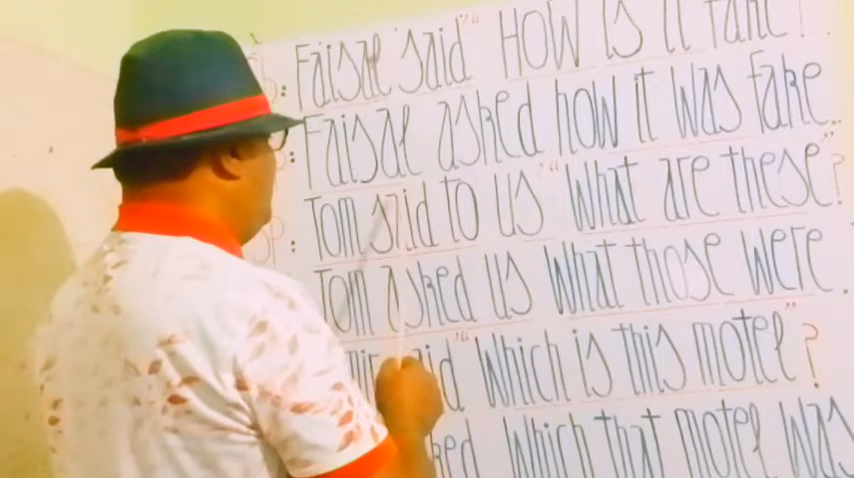 : Faisal said " How is it fake?
: Faisal asked how it was fake..
: Tom said to us "what are these"?
Tom asked us what those were.
said "which is this motel"?
which that motel was